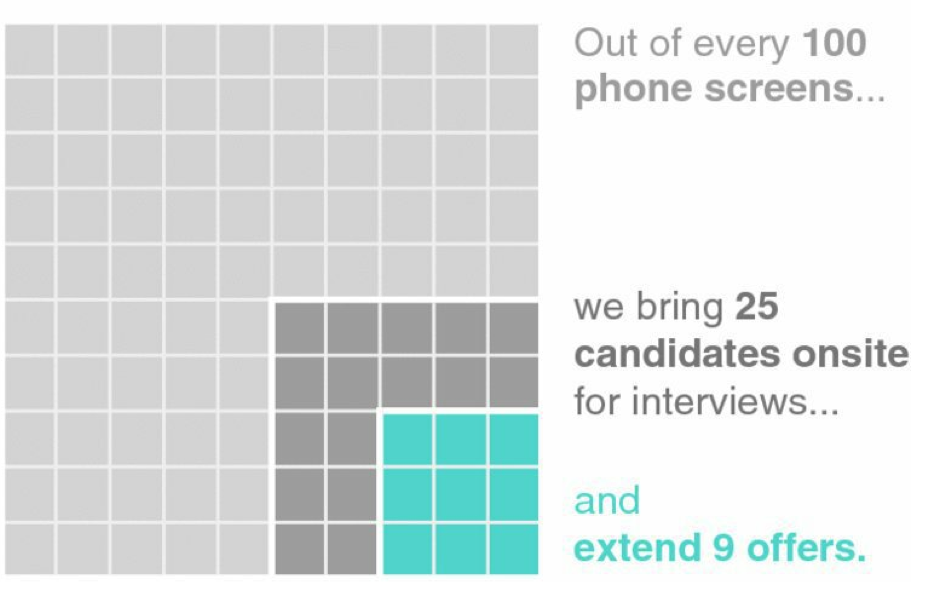 Out of every 100
phone screens...
we bring 25
candidates onsite
for interviews...
and
extend 9 offers.